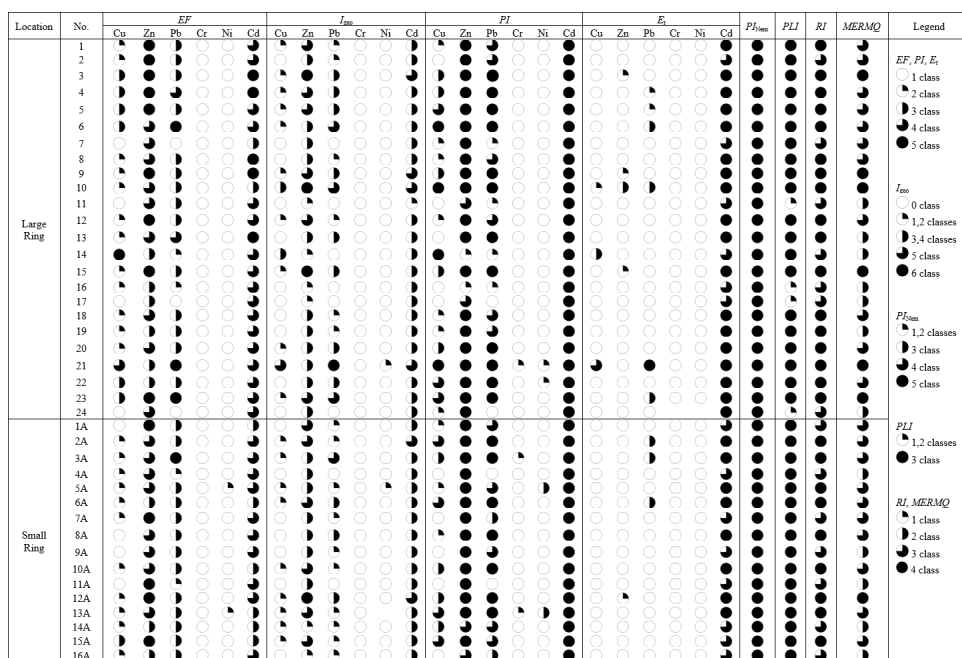 Location No. EF Igeo PI Er PINem PLI RI MERMQ Legend
Cu Zn Pb Cr Ni Cd Cu Zn Pb Cr Ni Cd Cu Zn Pb Cr Ni Cd Cu Zn Pb Cr Ni Cd
Large
Ring
1
2
3
4
5
6
7
8
9
10
11
12
13
14
15
16
17
18
19
20
21
22
23
24
Small
Ring
1A
2A
3A
4A
5A
6A
7A
8A
9A
10A
11A
12A
13A
14A
15A
16A
EF, PI, Er
1 class
2 class
3 class
4 class
5 class
Igeo
0 class
1,2 classes
3,4 classes
5 class
6 class
PINem
1,2 classes
3 class
4 class
5 class
PLI
1,2 classes
3 class
RI, MERMQ
1 class
2 class
3 class
4 class